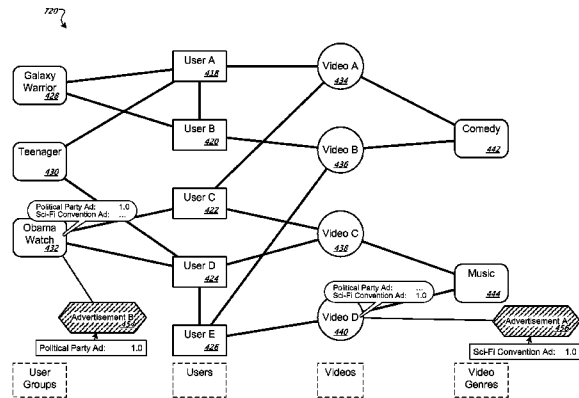 720
User A
418
Video A
434
Galaxy
Warrior
428
User B
420
Video B
436
Comedy
442
Teenager
430
Political Party Ad: 1.0
Sci-Fi Convention Ad: ...
User C
422
Obama
Watch
432
Video C
438
User D
424
Music
444
Political Party Ad: ...
Sci-Fi Convention Ad: 1.0
Advertisement B
Video D
440
Advertisement A
User E
426
Political Party Ad: 1.0
Sci-Fi Convention Ad: 1.0
User
Groups
Users
Videos
Video
Genres